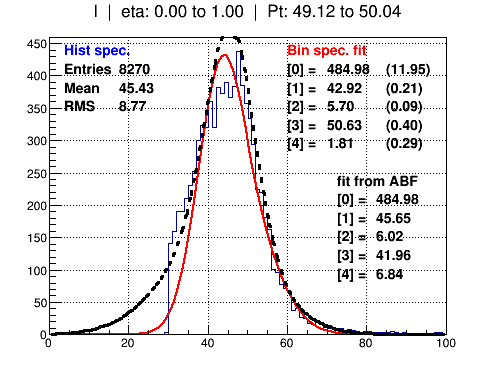 I | eta: 0.00 to 1.00 | Pt: 49.12 to 50.04
Hist spec.
Entries 8270
Mean 45.43
RMS 8.77
Bin spec. fit
[0] = 484.98 (11.95)
[1] = 42.92 (0.21)
[2] = 5.70 (0.09)
[3] = 50.63 (0.40)
[4] = 1.81 (0.29)
fit from ABF
[0] = 484.98
[1] = 45.65
[2] = 6.02
[3] = 41.96
[4] = 6.84
450
400
350
300
250
200
150
100
50
0
0 20 40 60 80 100